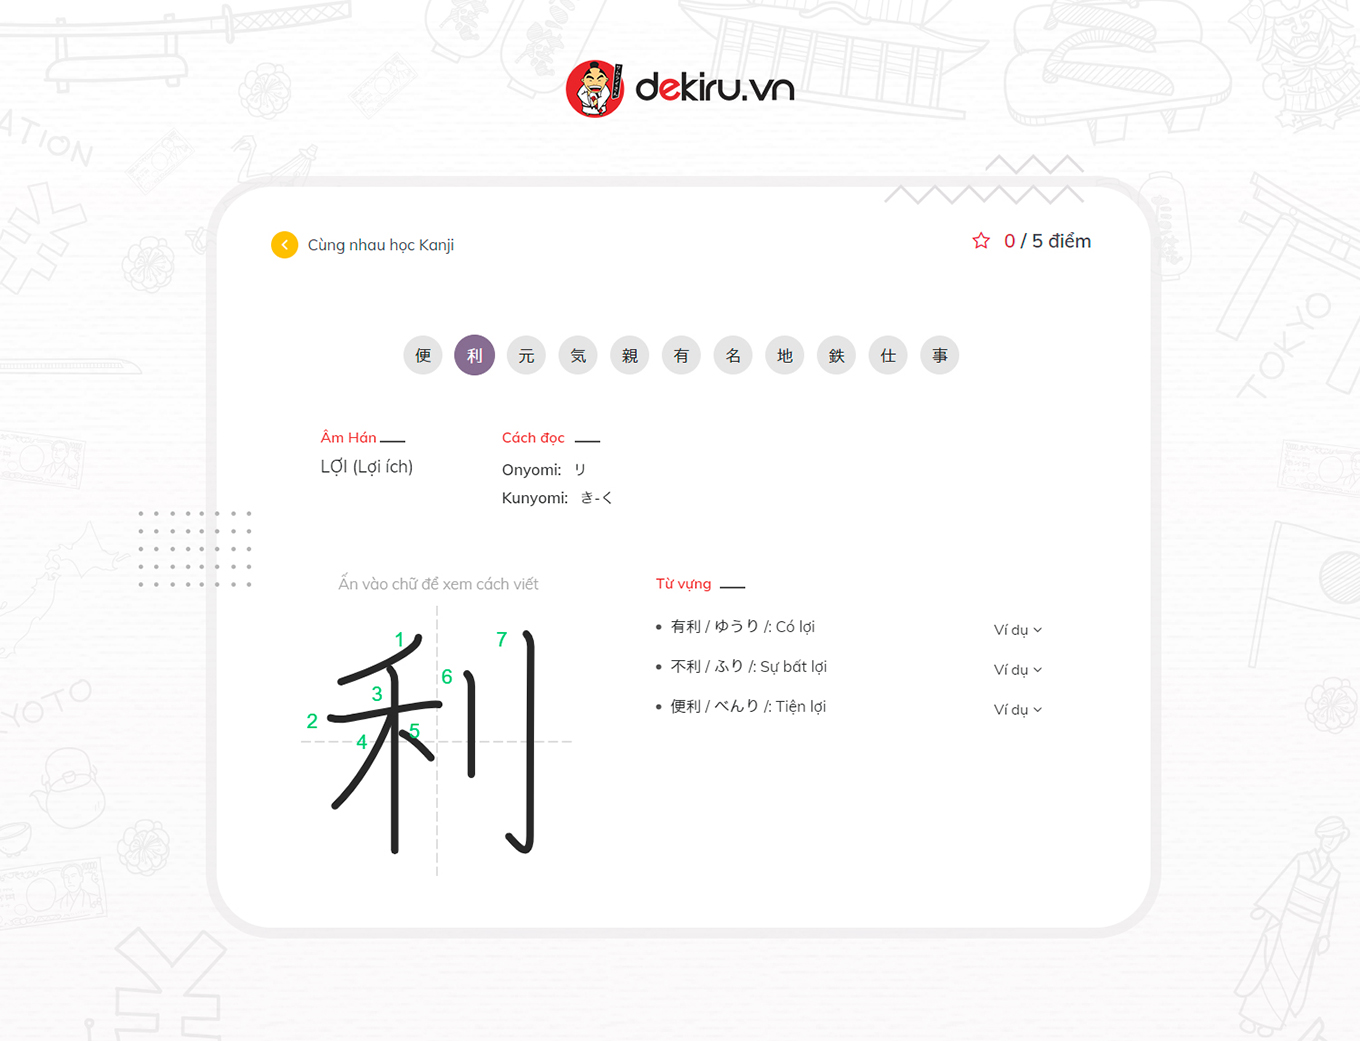 dekiru.vn
ATION
Cùng nhau học Kanji
0 / 5 điểm
便 利 元 気 親 有 名 地 鉄 仕 事
TOKYO
Âm Hán
LỢI (Lợi ích)
Cách đọc
Onyomi: リ
Kunyomi: き-く
Ấn vào chữ để xem cách viết
利
1
2
3
4
5
6
7
Từ vựng
有利 / ゆうり /: Có lợi
Ví dụ
不利 / ふり /: Sự bất lợi
Ví dụ
便利 / べんり /: Tiện lợi
Ví dụ
YOTO